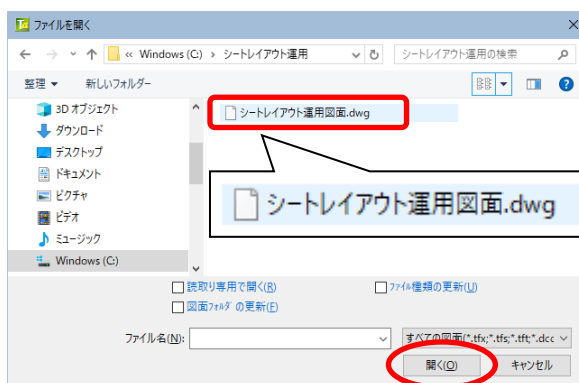 ファイルを開く
« Windows (C:) › シートレイアウト運用
シートレイアウト運用の検索
整理 ▼ 新しいフォルダー
3D オブジェクト
ダウンロード
デスクトップ
ドキュメント
ピクチャ
ビデオ
ミュージック
Windows (C:)
シートレイアウト運用図面.dwg
シートレイアウト運用図面.dwg
読取り専用で開く(R)
ファイル種類の更新(U)
図面フォルダの更新(F)
ファイル名(N):
すべての図面(*.tfx;*.tfs;*.tft;*.dcc
開く(O)
キャンセル